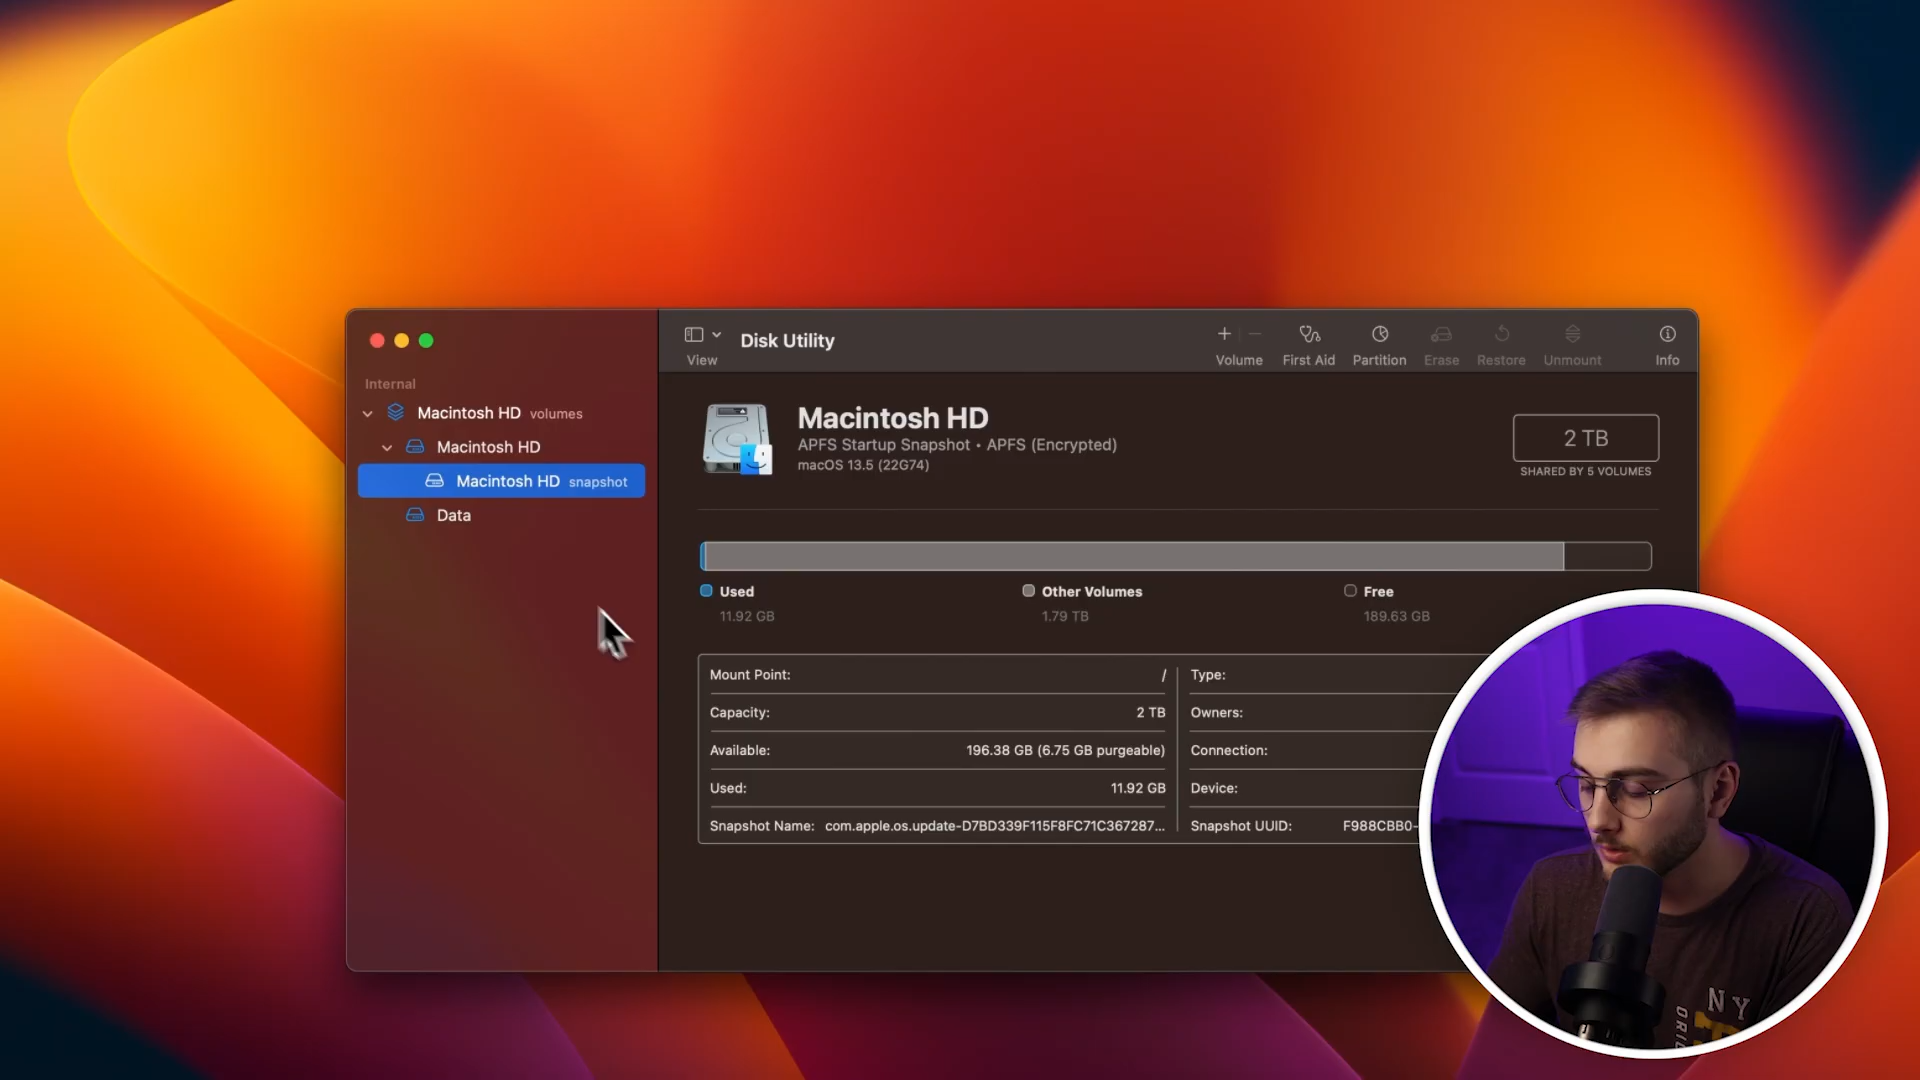 Internal
Macintosh HD volumes
Macintosh HD
Macintosh HD snapshot
Data
View
Disk Utility
Volume
First Aid
Partition
Erase
Restore
Unmount
Info
Macintosh HD
APFS Startup Snapshot • APFS (Encrypted)
macOS 13.5 (22G74)
2 TB
SHARED BY 5 VOLUMES
Used
11.92 GB
Other Volumes
1.79 TB
Free
189.63 GB
Mount Point: /
Capacity: 2 TB
Available: 196.38 GB (6.75 GB purgeable)
Used: 11.92 GB
Snapshot Name: com.apple.os.update-D7BD339F115F8FC71C367287...
Type:
Owners:
Connection:
Device:
Snapshot UUID: F988CBB0-
NY